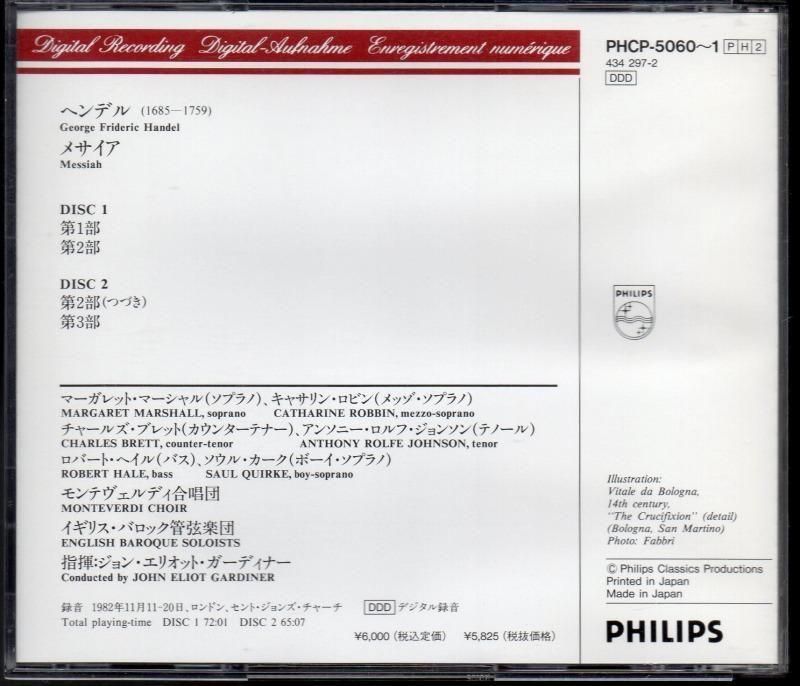 Digital Recording Digital-Aufnahme Enregistrement numérique
PHCP-5060～1 PH2
434 297-2
DDD
ヘンデル (1685—1759)
George Frideric Handel
メサイア
Messiah
DISC 1
第1部
第2部
DISC 2
第2部(つづき)
第3部
PHILIPS
マーガレット・マーシャル(ソプラノ)、キャサリン・ロビン(メッゾ・ソプラノ)
MARGARET MARSHALL, soprano CATHARINE ROBBIN, mezzo-soprano
チャールズ・ブレット(カウンターテナー)、アンソニー・ロルフ・ジョンソン(テノール)
CHARLES BRETT, counter-tenor ANTHONY ROLFE JOHNSON, tenor
ロバート・ヘイル(バス)、ソウル・カーク(ボーイ・ソプラノ)
ROBERT HALE, bass SAUL QUIRKE, boy-soprano
モンテヴェルディ合唱団
MONTEVERDI CHOIR
イギリス・バロック管弦楽団
ENGLISH BAROQUE SOLOISTS
指揮:ジョン・エリオット・ガーディナー
Conducted by JOHN ELIOT GARDINER
録音 1982年11月11-20日、ロンドン、セント・ジョンズ・チャーチ DDD デジタル録音
Total playing-time DISC 1 72:01 DISC 2 65:07
¥6,000 (税込定価) ¥5,825 (税抜価格)
Illustration:
Vitale da Bologna,
14th century,
"The Crucifixion" (detail)
(Bologna, San Martino)
Photo: Fabbri
© Philips Classics Productions
Printed in Japan
Made in Japan
PHILIPS